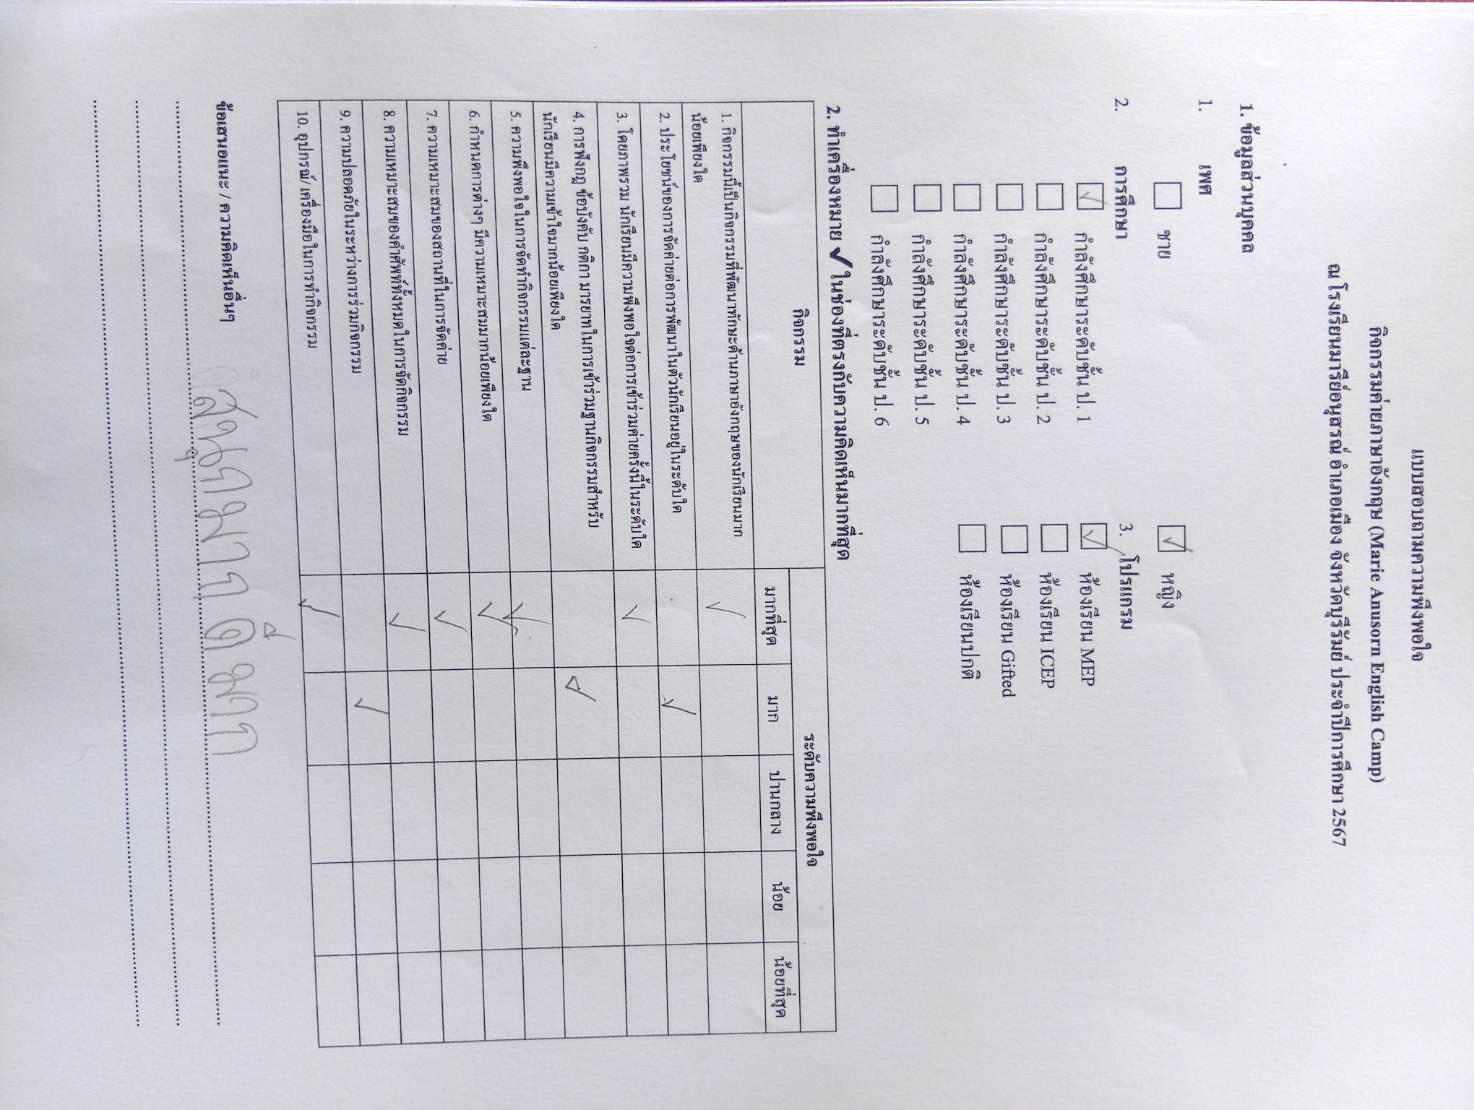 แบบสอบถามความพึงพอใจ
กิจกรรมค่ายภาษาอังกฤษ (Marie Anusorn English Camp)
ณ โรงเรียนมารีย์อนุสรณ์ อำเภอเมือง จังหวัดบุรีรัมย์ ประจำปีการศึกษา 2567
1. ข้อมูลส่วนบุคคล
1. เพศ
☐ ชาย ☑ หญิง
2. การศึกษา 3. โปรแกรม
☑ กำลังศึกษาระดับชั้น ป. 1 ☑ ห้องเรียน MEP
☐ กำลังศึกษาระดับชั้น ป. 2 ☐ ห้องเรียน ICEP
☐ กำลังศึกษาระดับชั้น ป. 3 ☐ ห้องเรียน Gifted
☐ กำลังศึกษาระดับชั้น ป. 4 ☐ ห้องเรียนปกติ
☐ กำลังศึกษาระดับชั้น ป. 5
☐ กำลังศึกษาระดับชั้น ป. 6
2. ทำเครื่องหมาย ✔ ในช่องที่ตรงกับความคิดเห็นมากที่สุด
กิจกรรม ระดับความพึงพอใจ
มากที่สุด มาก ปานกลาง น้อย น้อยที่สุด
1. กิจกรรมนี้เป็นกิจกรรมที่พัฒนาทักษะด้านภาษาอังกฤษของนักเรียนมาก ✓
น้อยเพียงใด
2. ประโยชน์ของการจัดค่ายต่อการพัฒนาในตัวนักเรียนอยู่ในระดับใด ✓
3. โดยภาพรวม นักเรียนมีความพึงพอใจต่อการเข้าร่วมค่ายครั้งนี้ในระดับใด ✓
4. การฟังกฎ ข้อบังคับ กติกา มารยาทในการเข้าร่วมฐานกิจกรรมสำหรับ ✓
นักเรียนมีความเข้าใจมากน้อยเพียงใด
5. ความพึงพอใจในการจัดทำกิจกรรมแต่ละฐาน ✓
6. กำหนดการต่างๆ มีความเหมาะสมมากน้อยเพียงใด ✓
7. ความเหมาะสมของสถานที่ในการจัดค่าย ✓
8. ความเหมาะสมของคำศัพท์ทั้งหมดในการจัดกิจกรรม ✓
9. ความปลอดภัยในระหว่างการร่วมกิจกรรม ✓
10. อุปกรณ์/เครื่องมือในการทำกิจกรรม ✓
ข้อเสนอแนะ / ความคิดเห็นอื่นๆ
สนุกมากดีมาก